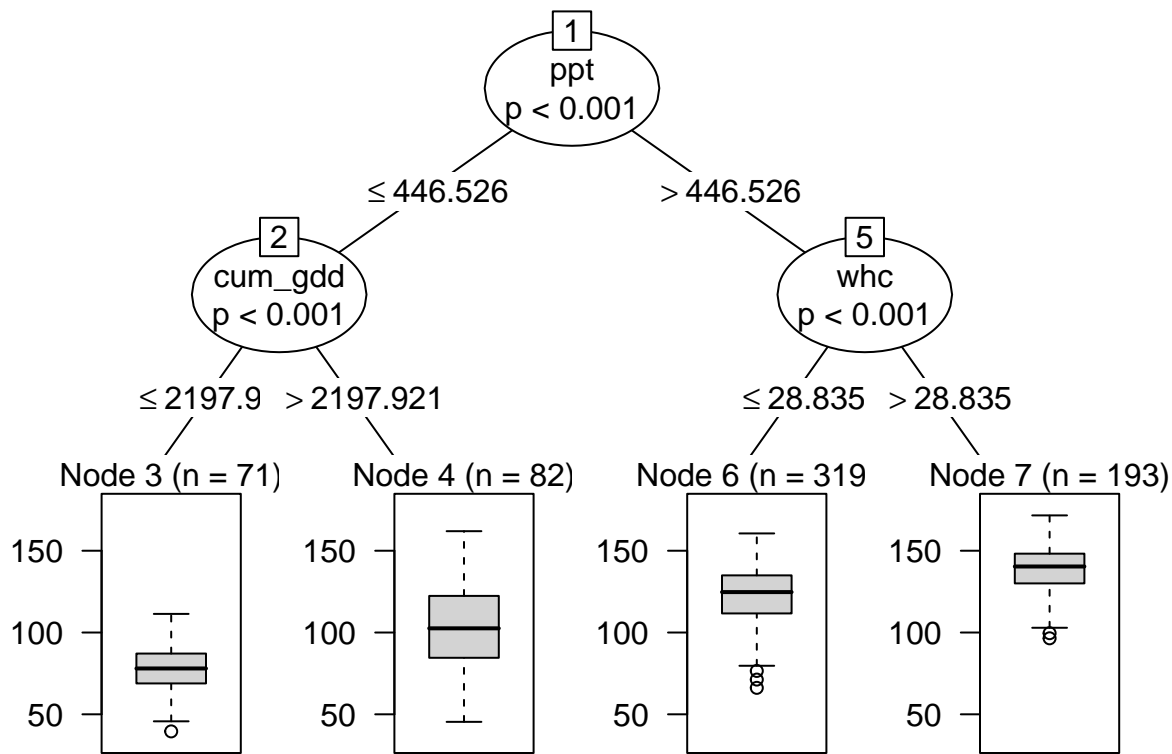 1
ppt
p < 0.001
≤ 446.526
> 446.526
2
cum_gdd
p < 0.001
5
whc
p < 0.001
≤ 2197.9
> 2197.921
≤ 28.835
> 28.835
Node 3 (n = 71)
Node 4 (n = 82)
Node 6 (n = 319
Node 7 (n = 193)
150
100
50
150
100
50
150
100
50
150
100
50